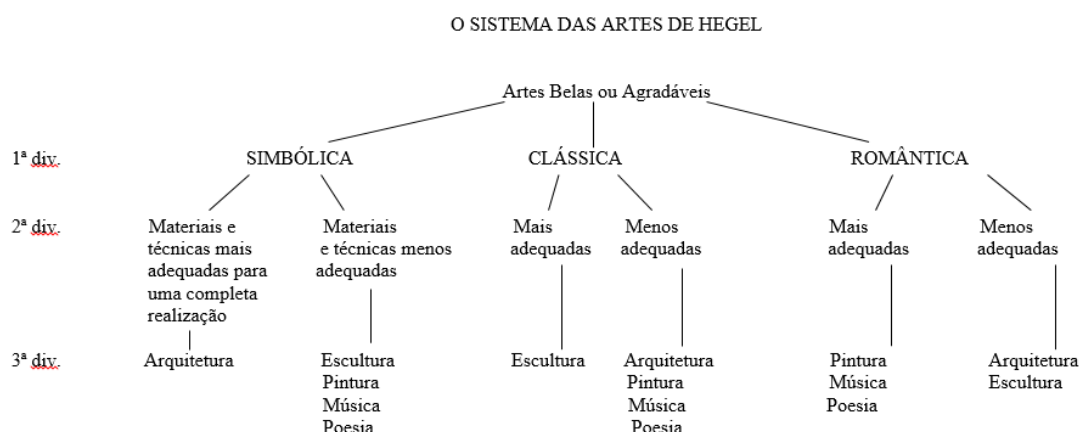 O SISTEMA DAS ARTES DE HEGEL
Artes Belas ou Agradáveis
1ª div. SIMBÓLICA CLÁSSICA ROMÂNTICA
2ª div. Materiais e Materiais Mais Menos Mais Menos
técnicas mais e técnicas menos adequadas adequadas adequadas adequadas
adequadas para adequadas
uma completa
realização
3ª div. Arquitetura Escultura Escultura Arquitetura Pintura Arquitetura
Pintura Pintura Música Escultura
Música Música Poesia
Poesia Poesia